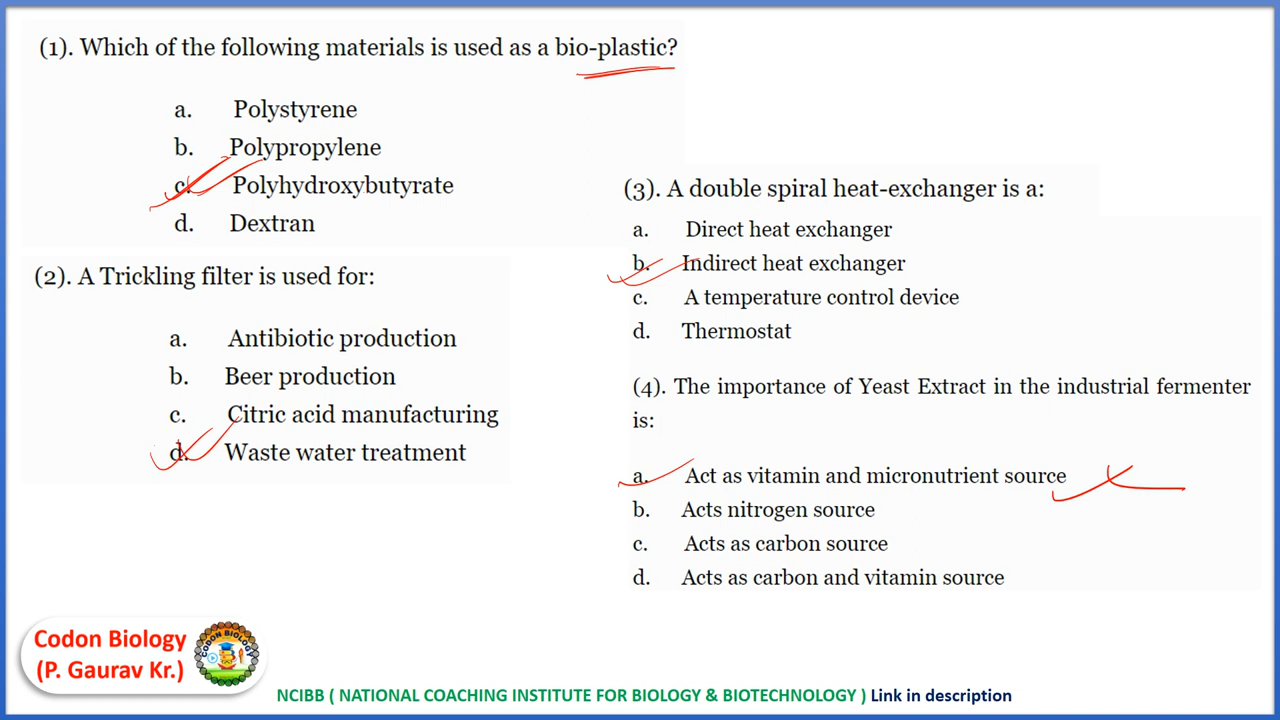 (1). Which of the following materials is used as a bio-plastic?
a. Polystyrene
b. Polypropylene
c. Polyhydroxybutyrate
d. Dextran
(2). A Trickling filter is used for:
a. Antibiotic production
b. Beer production
c. Citric acid manufacturing
d. Waste water treatment
(3). A double spiral heat-exchanger is a:
a. Direct heat exchanger
b. Indirect heat exchanger
c. A temperature control device
d. Thermostat
(4). The importance of Yeast Extract in the industrial fermenter
is:
a. Act as vitamin and micronutrient source
b. Acts nitrogen source
c. Acts as carbon source
d. Acts as carbon and vitamin source
Codon Biology
(P. Gaurav Kr.)
CODON BIOLOGY
NCIBB ( NATIONAL COACHING INSTITUTE FOR BIOLOGY & BIOTECHNOLOGY ) Link in description